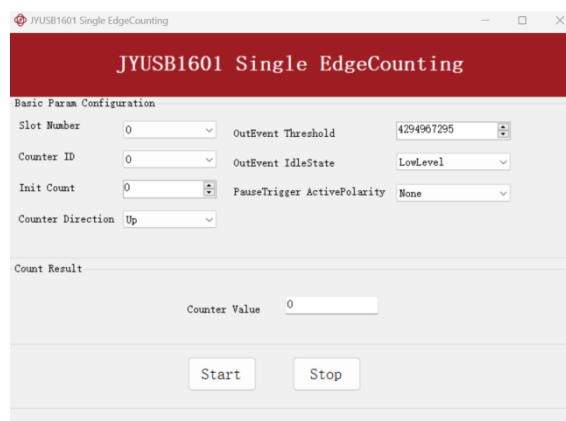 JYUSB1601 Single EdgeCounting
JYUSB1601 Single EdgeCounting
Basic Param Configuration
Slot Number 0 OutEvent Threshold 4294967295
Counter ID 0 OutEvent IdleState LowLevel
Init Count 0 PauseTrigger ActivePolarity None
Counter Direction Up
Count Result
Counter Value 0
Start Stop